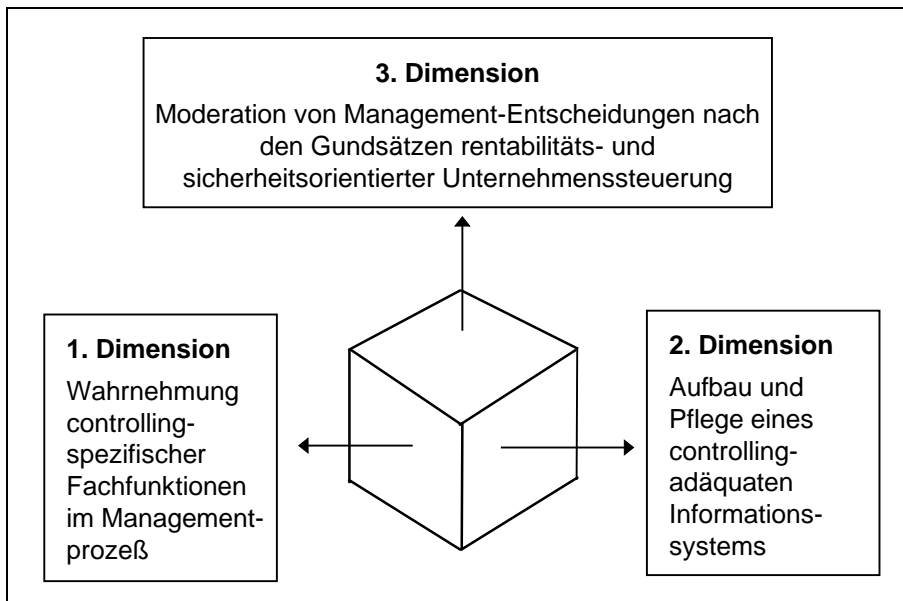 3. Dimension
Moderation von Management-Entscheidungen nach
den Gundsätzen rentabilitäts- und
sicherheitsorientierter Unternehmenssteuerung
1. Dimension
Wahrnehmung
controlling-
spezifischer
Fachfunktionen
im Management-
prozeß
2. Dimension
Aufbau und
Pflege eines
controlling-
adäquaten
Informations-
systems